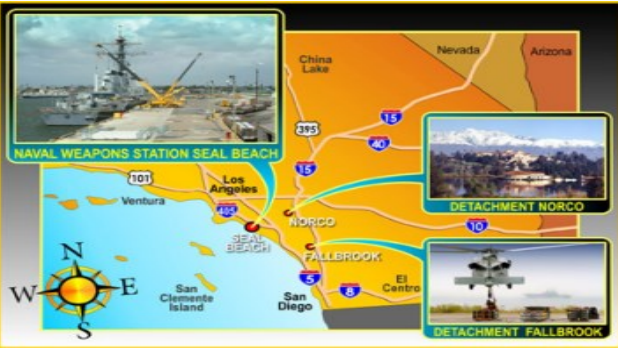 Nevada
Arizona
China
Lake
15
395
40
NAVAL WEAPONS STATION SEAL BEACH
15
101
Los
Angeles
Ventura
405
NORCO
DETACHMENT NORCO
10
SEAL
BEACH
FALLBROOK
N
W
E
S
San
Clemente
Island
5
San
Diego
8
El
Centro
DETACHMENT FALLBROOK